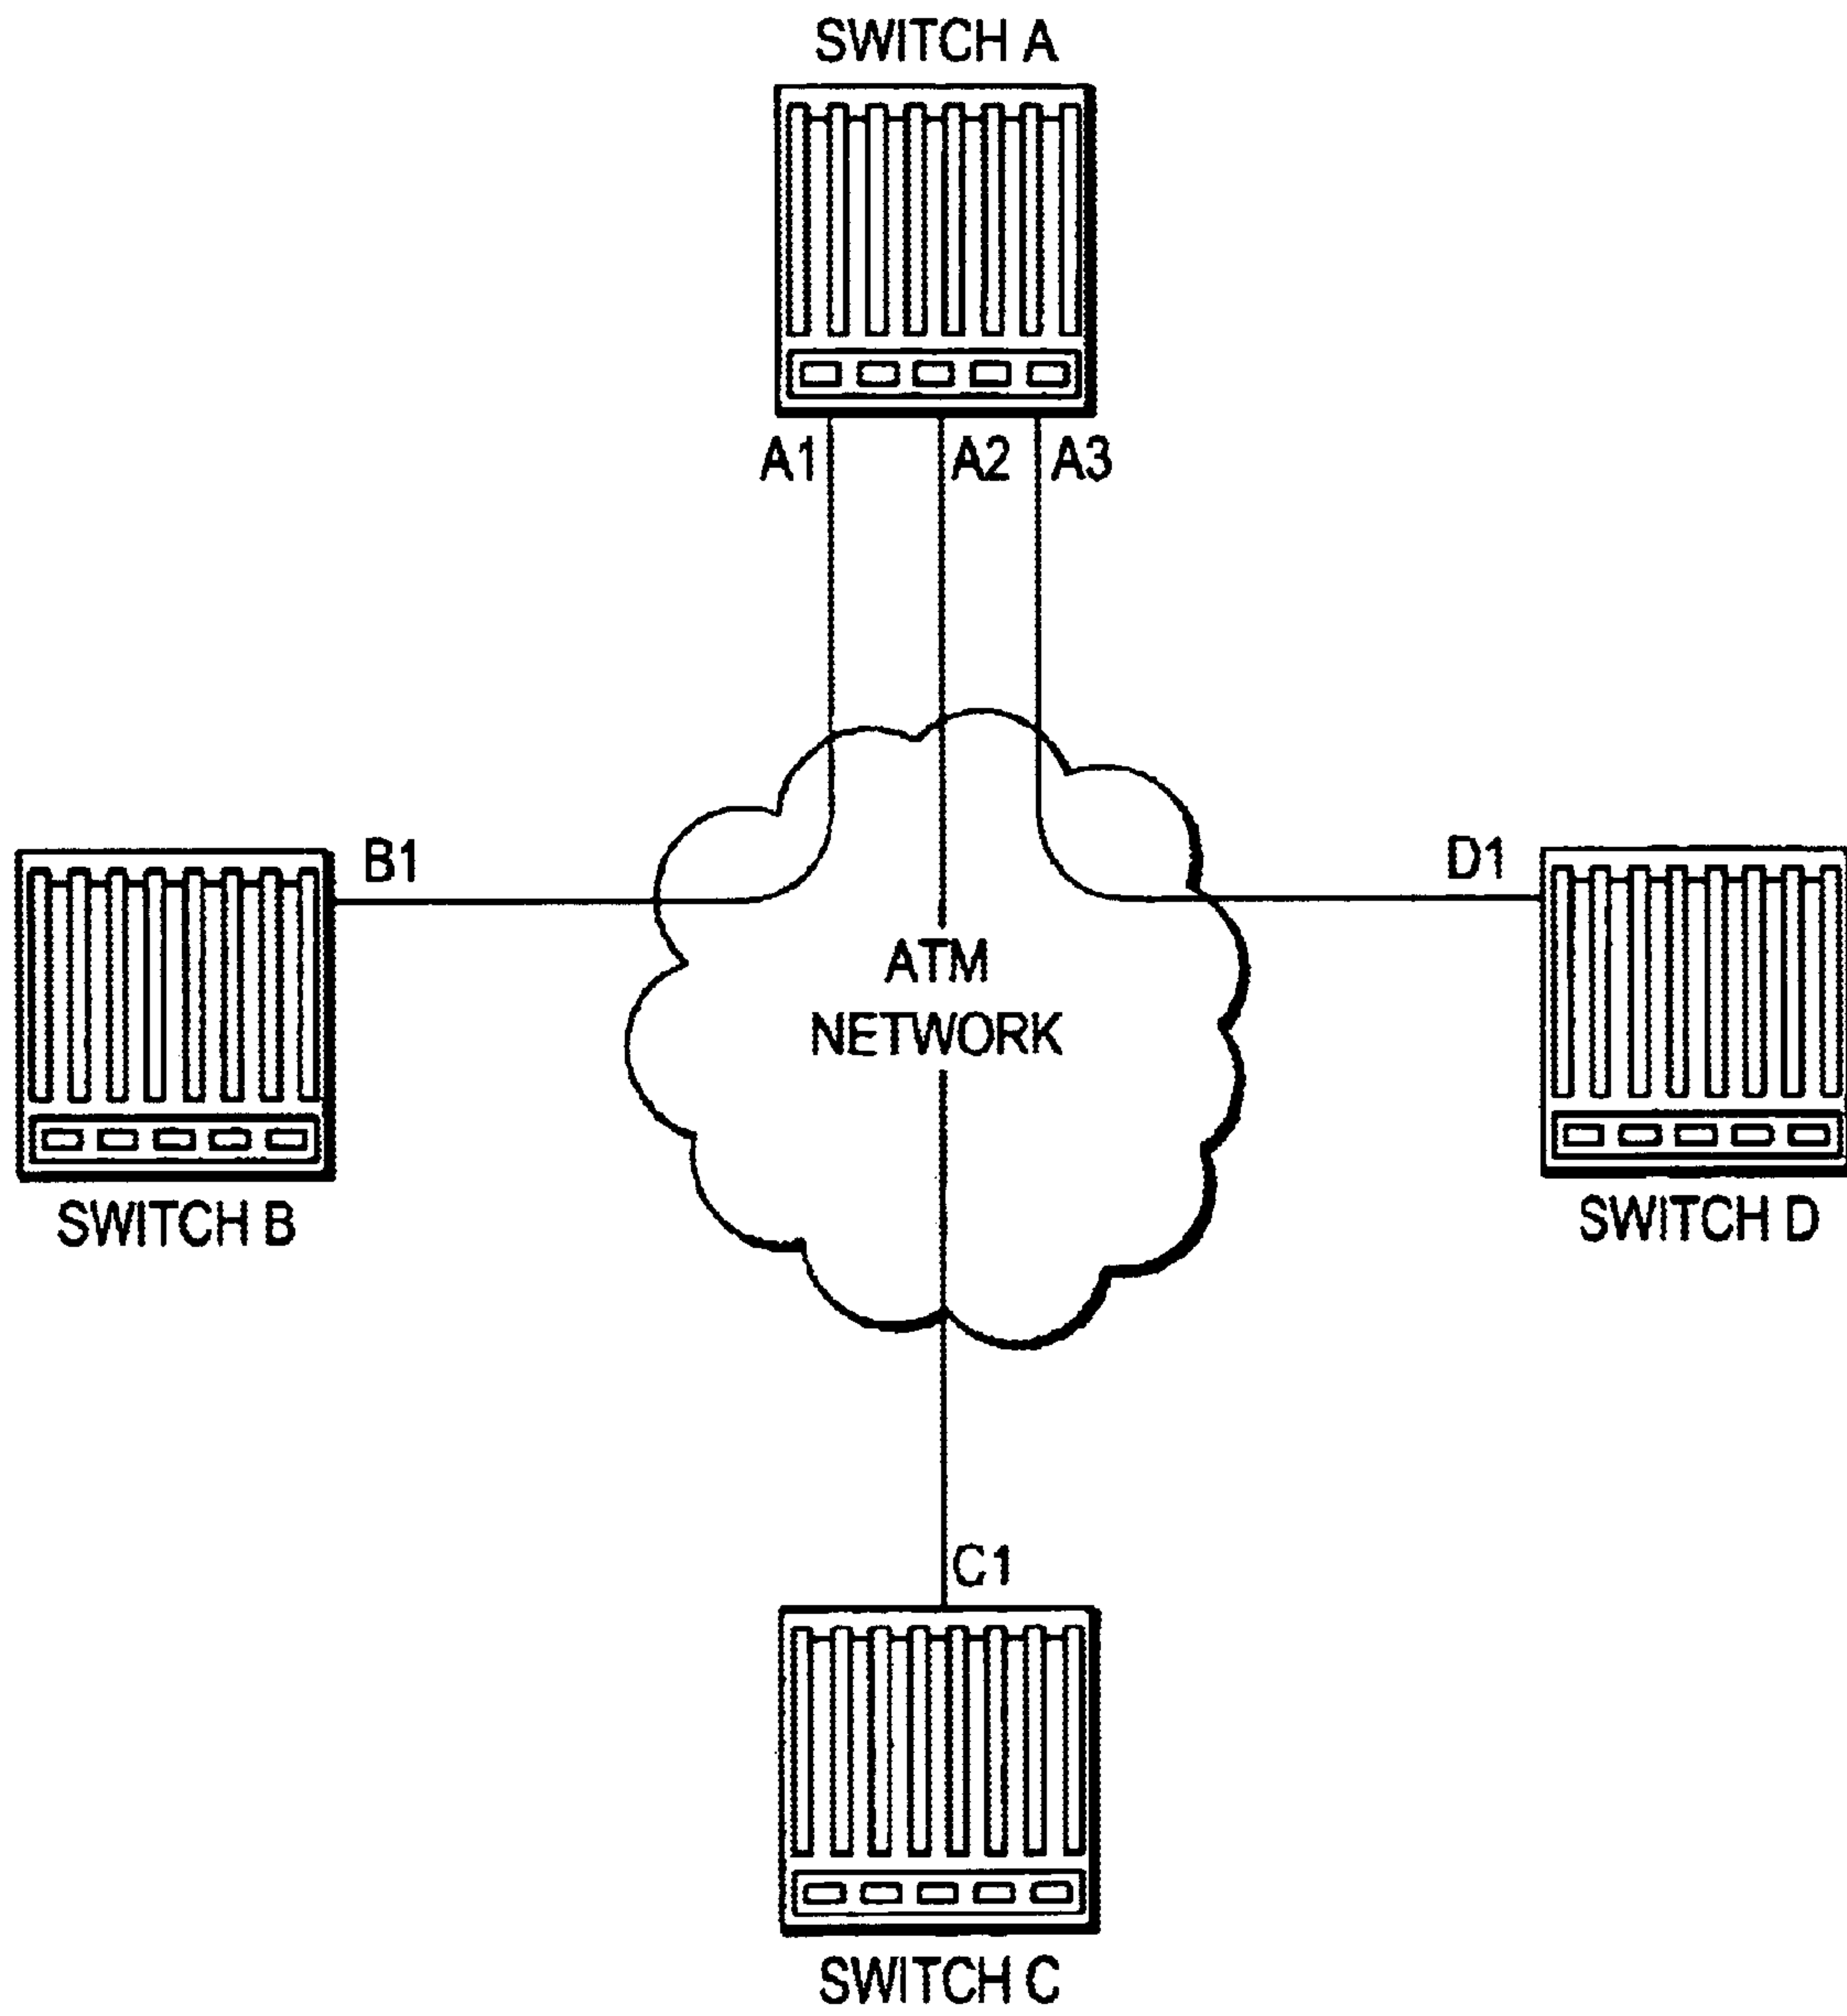 SWITCH A
A1
A2
A3
B1
D1
ATM
NETWORK
SWITCH B
SWITCH D
C1
SWITCH C